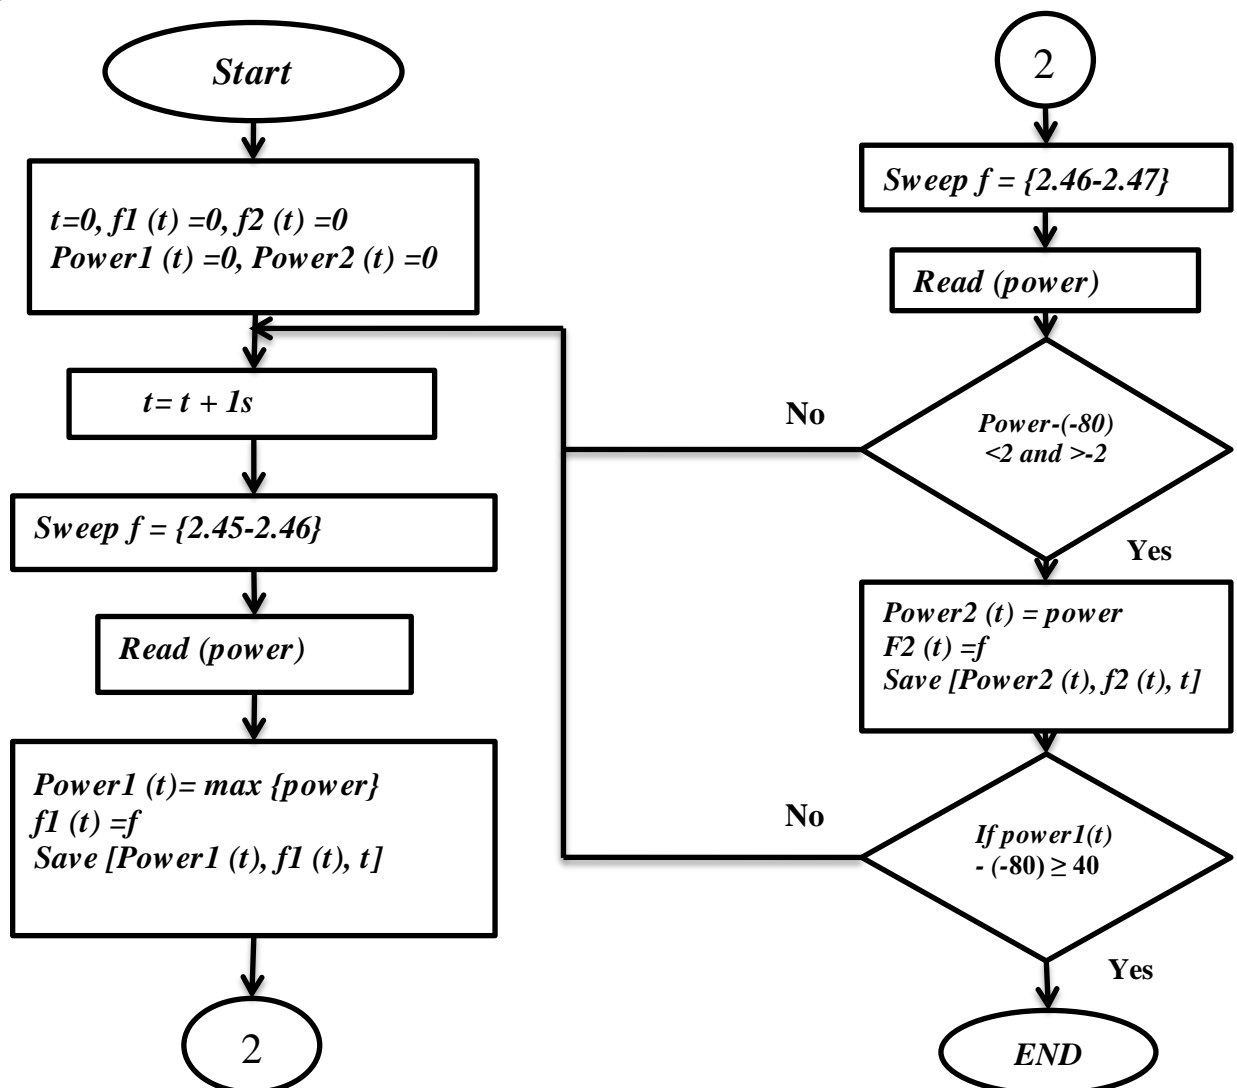 Start
t=0, f1 (t) =0, f2 (t) =0
Power1 (t) =0, Power2 (t) =0
t= t + 1s
Sweep f = {2.45-2.46}
Read (power)
Power1 (t)= max {power}
f1 (t) =f
Save [Power1 (t), f1 (t), t]
2
2
Sweep f = {2.46-2.47}
Read (power)
Power-(-80)
<2 and >-2
No
Yes
Power2 (t) = power
F2 (t) =f
Save [Power2 (t), f2 (t), t]
If power1(t)
- (-80) ≥ 40
No
Yes
END